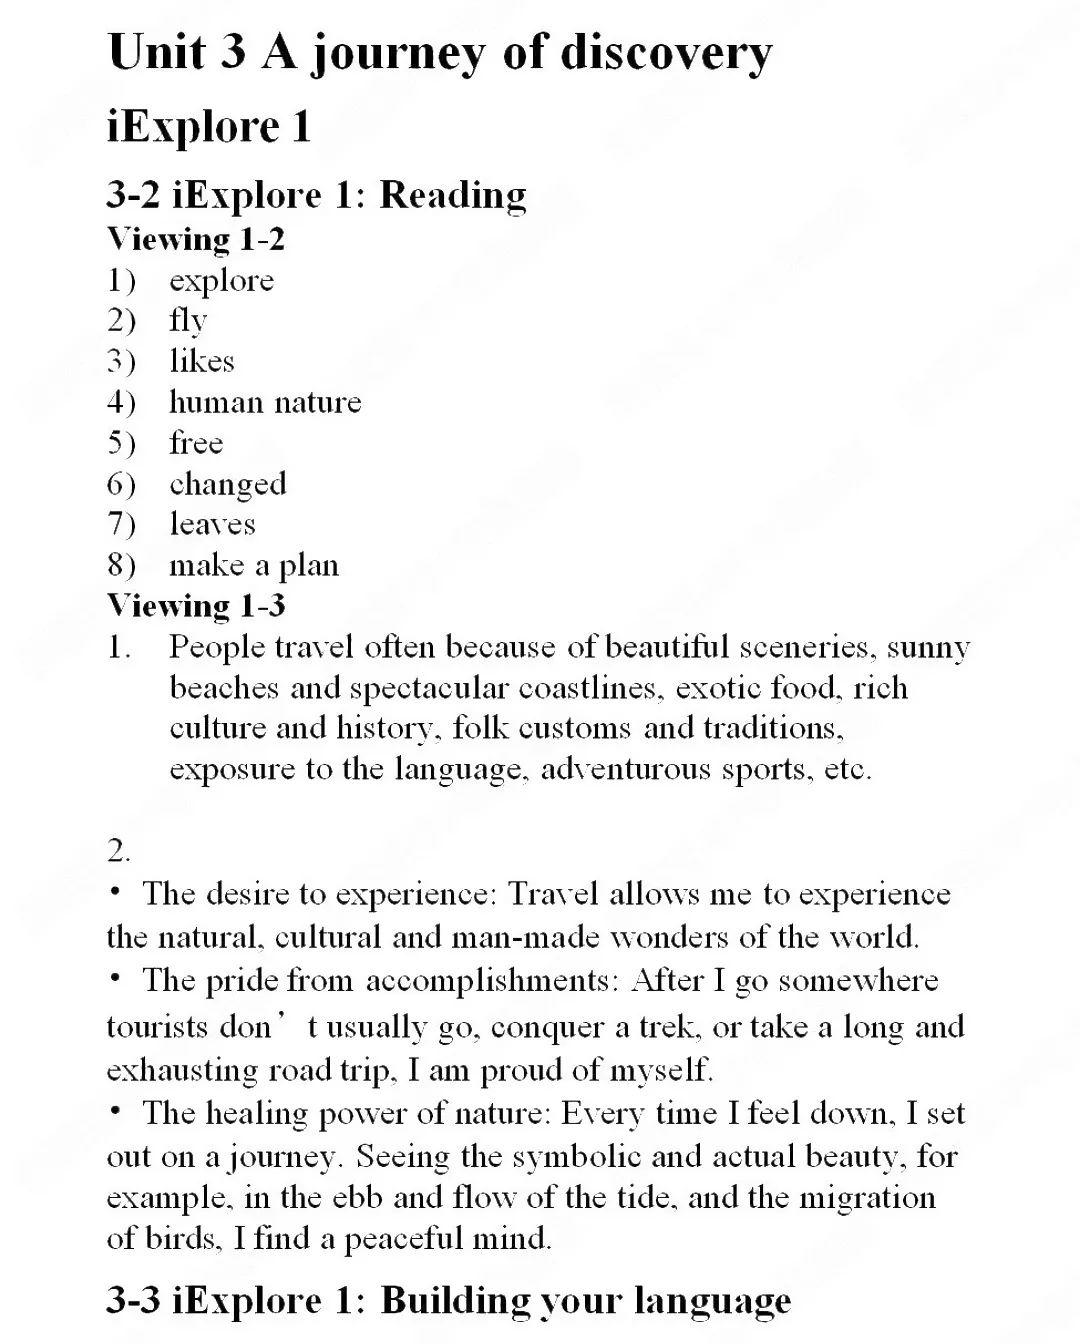 Unit 3 A journey of discovery
iExplore 1
3-2 iExplore 1: Reading
Viewing 1-2
1) explore
2) fly
3) likes
4) human nature
5) free
6) changed
7) leaves
8) make a plan
Viewing 1-3
1. People travel often because of beautiful sceneries, sunny
beaches and spectacular coastlines, exotic food, rich
culture and history, folk customs and traditions,
exposure to the language, adventurous sports, etc.
2.
• The desire to experience: Travel allows me to experience
the natural, cultural and man-made wonders of the world.
• The pride from accomplishments: After I go somewhere
tourists don’t usually go, conquer a trek, or take a long and
exhausting road trip, I am proud of myself.
• The healing power of nature: Every time I feel down, I set
out on a journey. Seeing the symbolic and actual beauty, for
example, in the ebb and flow of the tide, and the migration
of birds, I find a peaceful mind.
3-3 iExplore 1: Building your language